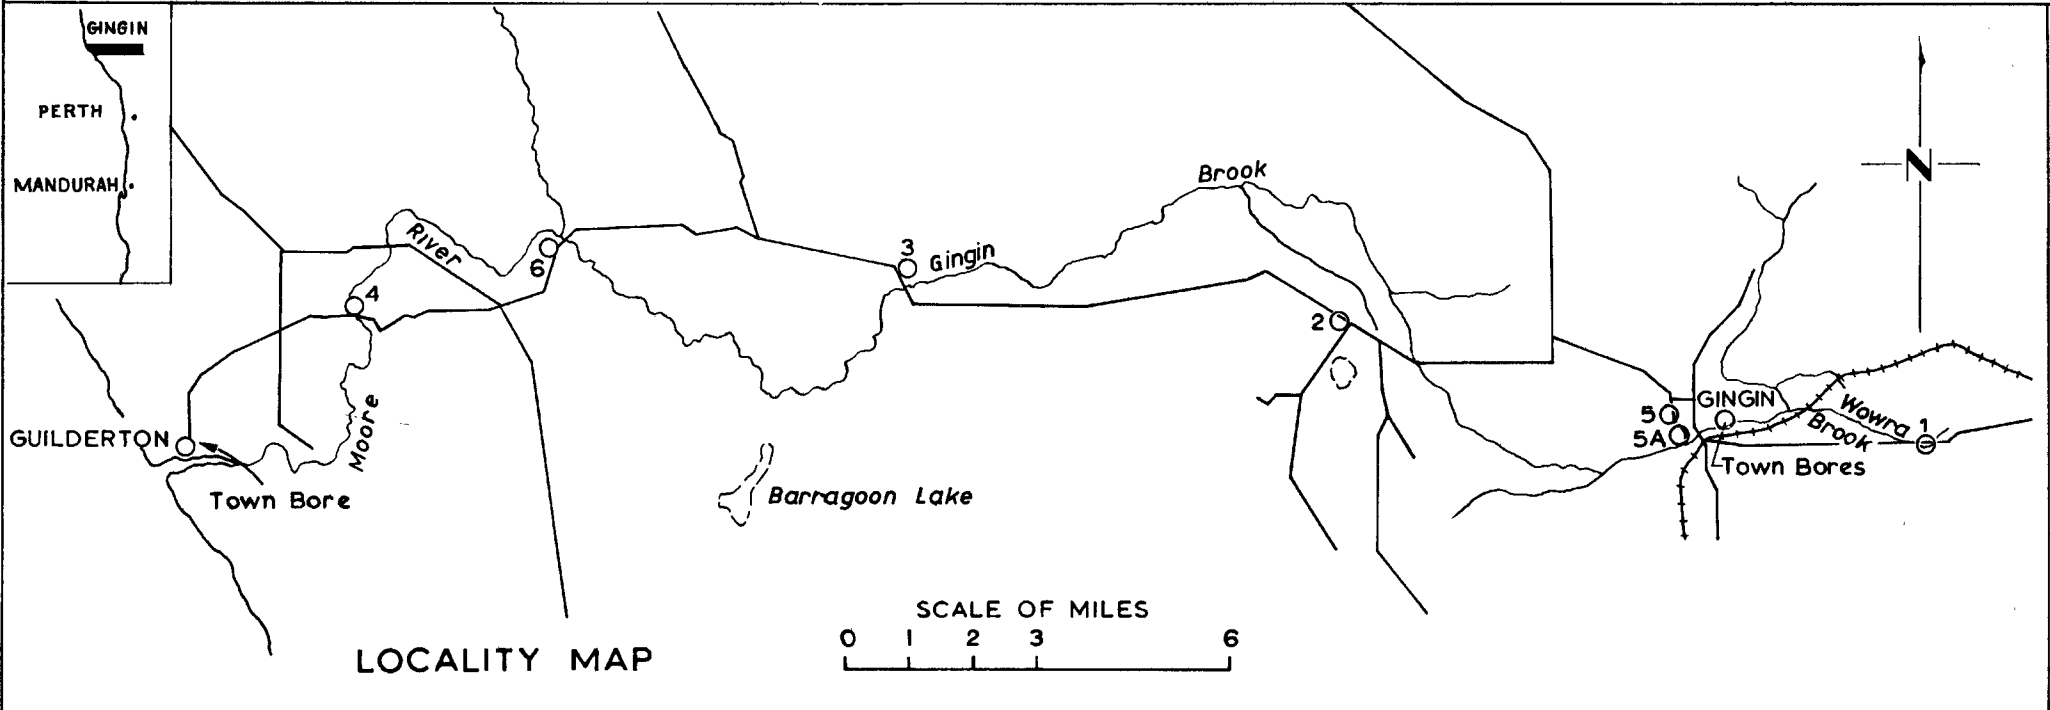 GINGIN
PERTH
MANDURAH
N
Brook
River
Gingin
3
6
4
2
GUILDERTON
Moore
Town Bore
Barragoon Lake
5
5A
GINGIN
Wowra
Brook
1
Town Bores
SCALE OF MILES
0 1 2 3 6
LOCALITY MAP